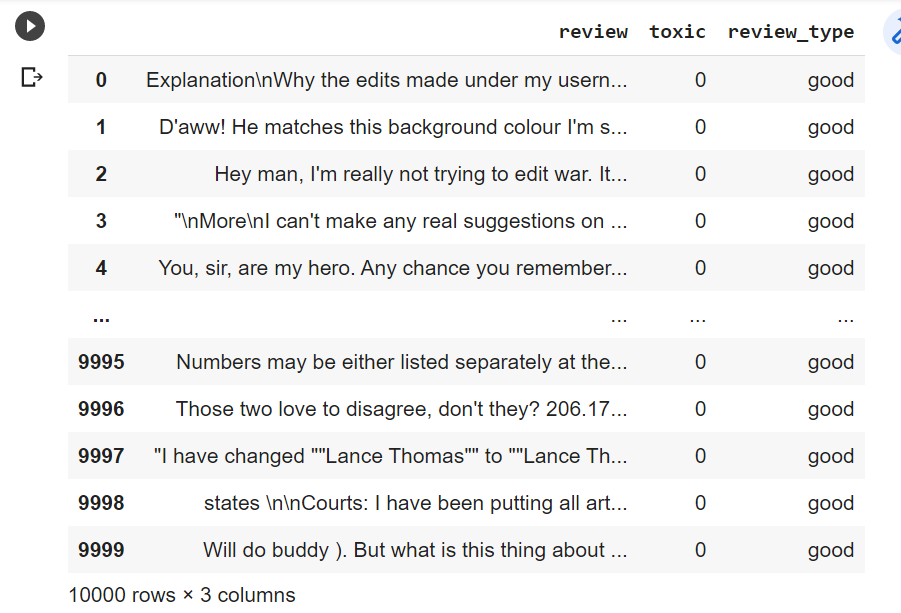 review toxic review_type
0 Explanation\nWhy the edits made under my usern... 0 good
1 D'aww! He matches this background colour I'm s... 0 good
2 Hey man, I'm really not trying to edit war. It... 0 good
3 "\nMore\nI can't make any real suggestions on ... 0 good
4 You, sir, are my hero. Any chance you remember... 0 good
... ... ... ...
9995 Numbers may be either listed separately at the... 0 good
9996 Those two love to disagree, don't they? 206.17... 0 good
9997 "I have changed ""Lance Thomas"" to ""Lance Th... 0 good
9998 states \n\nCourts: I have been putting all art... 0 good
9999 Will do buddy ). But what is this thing about ... 0 good
10000 rows × 3 columns